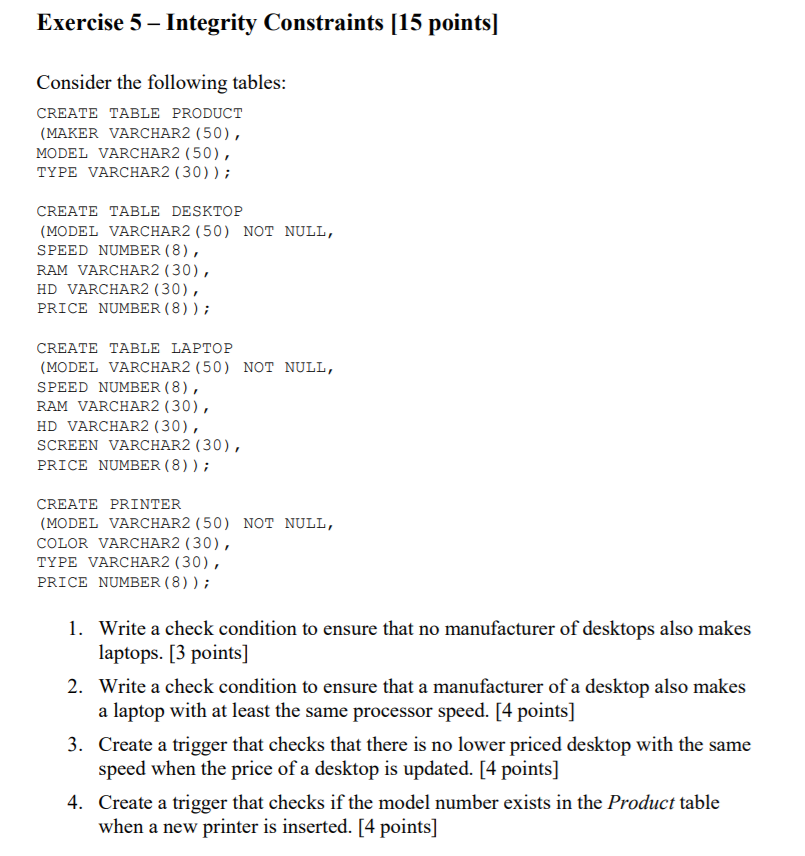 Exercise 5 – Integrity Constraints [15 points]
Consider the following tables:
CREATE TABLE PRODUCT
(MAKER VARCHAR2(50),
MODEL VARCHAR2(50),
TYPE VARCHAR2(30));
CREATE TABLE DESKTOP
(MODEL VARCHAR2(50) NOT NULL,
SPEED NUMBER(8),
RAM VARCHAR2(30),
HD VARCHAR2(30),
PRICE NUMBER(8));
CREATE TABLE LAPTOP
(MODEL VARCHAR2(50) NOT NULL,
SPEED NUMBER(8),
RAM VARCHAR2(30),
HD VARCHAR2(30),
SCREEN VARCHAR2(30),
PRICE NUMBER(8));
CREATE PRINTER
(MODEL VARCHAR2(50) NOT NULL,
COLOR VARCHAR2(30),
TYPE VARCHAR2(30),
PRICE NUMBER(8));
1. Write a check condition to ensure that no manufacturer of desktops also makes
laptops. [3 points]
2. Write a check condition to ensure that a manufacturer of a desktop also makes
a laptop with at least the same processor speed. [4 points]
3. Create a trigger that checks that there is no lower priced desktop with the same
speed when the price of a desktop is updated. [4 points]
4. Create a trigger that checks if the model number exists in the Product table
when a new printer is inserted. [4 points]